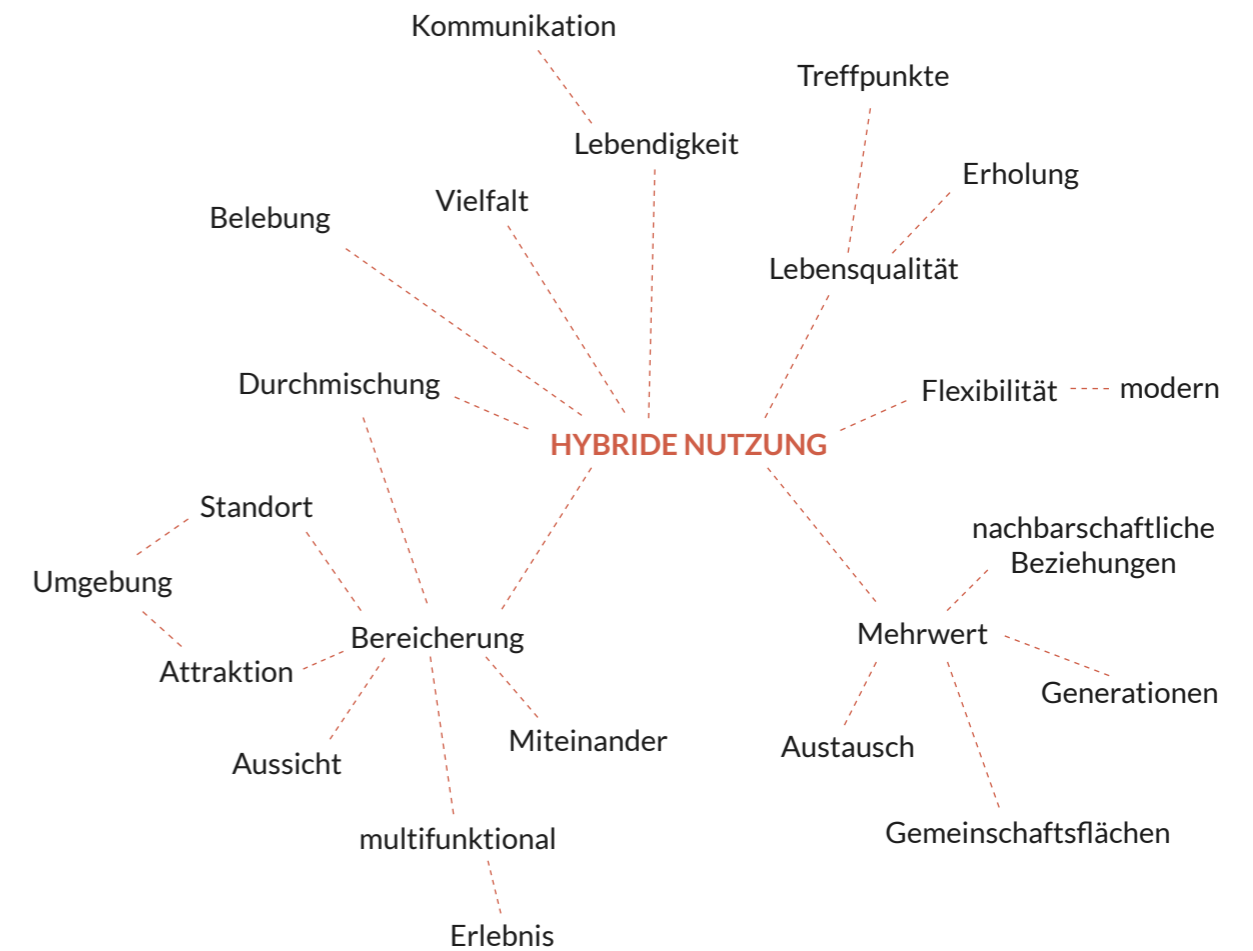 Kommunikation
Treffpunkte
Lebendigkeit
Erholung
Vielfalt
Belebung
Lebensqualität
Durchmischung
Flexibilität
modern
HYBRIDE NUTZUNG
Standort
nachbarschaftliche
Beziehungen
Umgebung
Bereicherung
Mehrwert
Attraktion
Generationen
Miteinander
Austausch
Aussicht
multifunktional
Gemeinschaftsflächen
Erlebnis